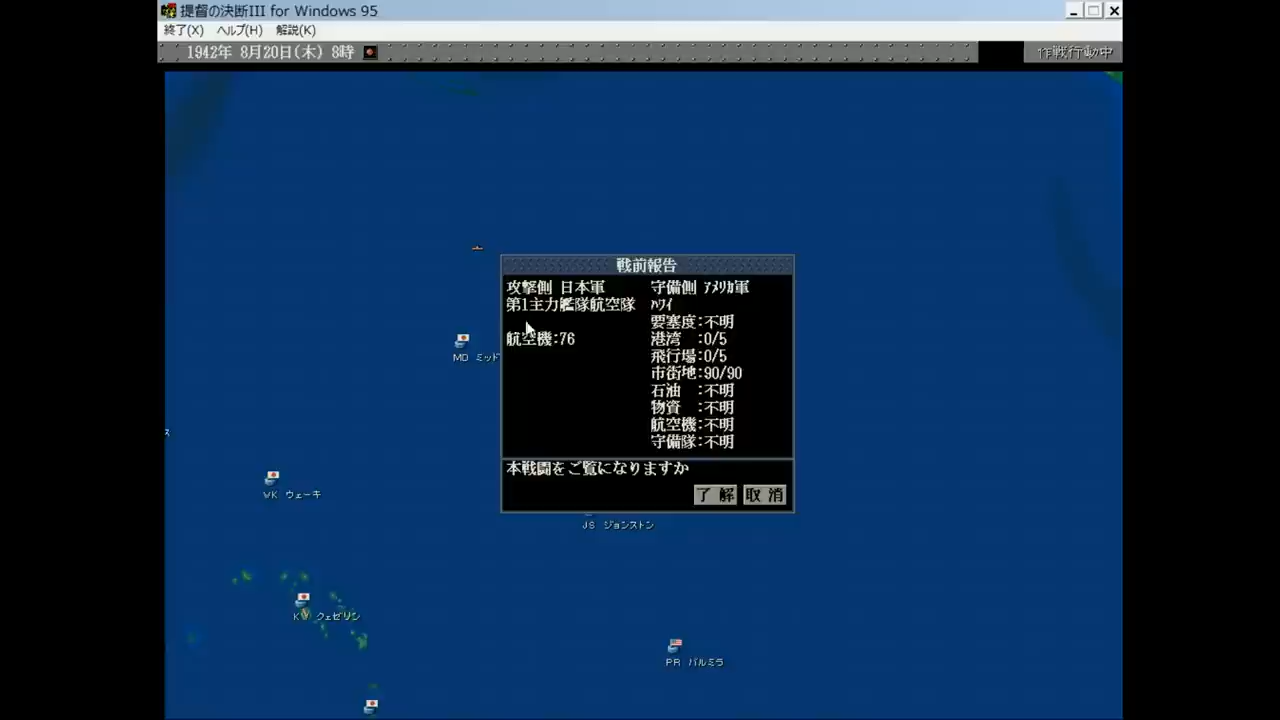 提督の決断III for Windows 95
終了(X) ヘルプ(H) 解説(K)
1942年 8月20日(木) 8時
作戦行動中
戦前報告
攻撃側 日本軍 守備側 ｱﾒﾘｶ軍
第1主力艦隊航空隊 ﾊﾜｲ
要塞度:不明
航空機:76 港湾 :0/5
飛行場:0/5
市街地:90/90
石油 :不明
物資 :不明
航空機:不明
守備隊:不明
本戦闘をご覧になりますか
了解 取消
MD ミッド
ス
WK ウェーキ
JS ジョンストン
KW クェゼリン
PR パルミラ